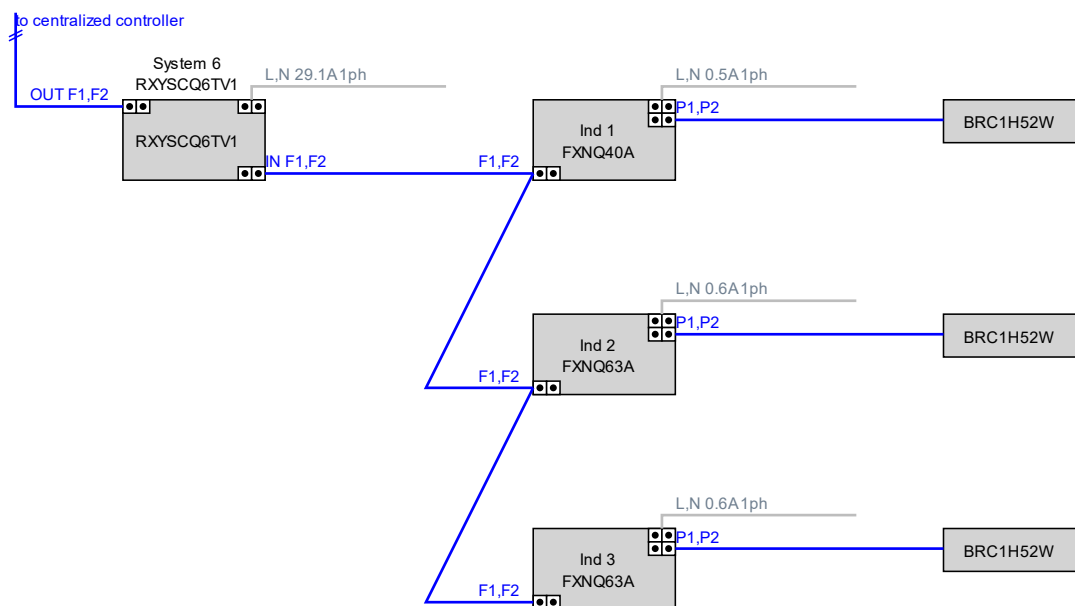 to centralized controller
System 6
RXYSCQ6TV1
L,N 29.1A1ph
L,N 0.5A1ph
OUT F1,F2
P1,P2
RXYSCQ6TV1
Ind 1
FXNQ40A
BRC1H52W
IN F1,F2
F1,F2
L,N 0.6A1ph
P1,P2
Ind 2
FXNQ63A
BRC1H52W
F1,F2
L,N 0.6A1ph
P1,P2
Ind 3
FXNQ63A
BRC1H52W
F1,F2